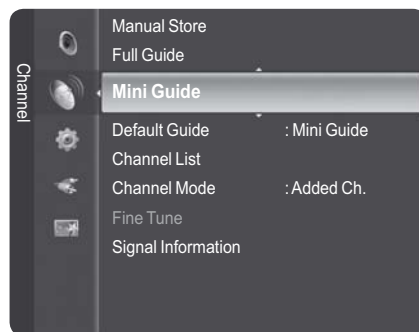 Channel
Manual Store
Full Guide
Mini Guide
Default Guide : Mini Guide
Channel List
Channel Mode : Added Ch.
Fine Tune
Signal Information